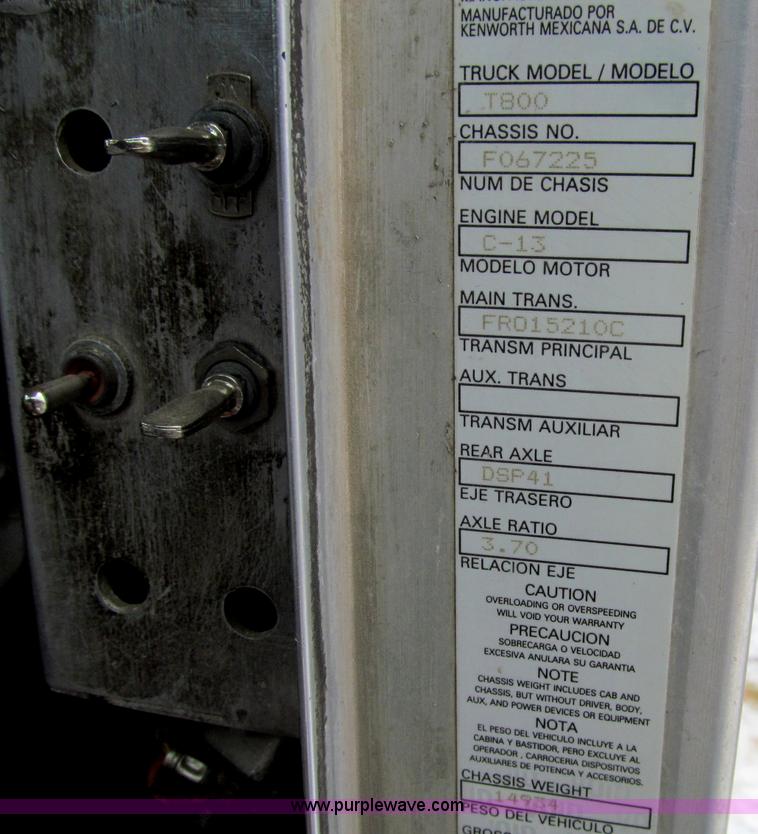 MANUFACTURADO POR
KENWORTH MEXICANA S.A. DE C.V.
TRUCK MODEL / MODELO
T800
CHASSIS NO.
F067225
NUM DE CHASIS
ENGINE MODEL
C-13
MODELO MOTOR
MAIN TRANS.
FRO15210C
TRANSM PRINCIPAL
AUX. TRANS
TRANSM AUXILIAR
REAR AXLE
DSP41
EJE TRASERO
AXLE RATIO
3.70
RELACION EJE
CAUTION
OVERLOADING OR OVERSPEEDING
WILL VOID YOUR WARRANTY
PRECAUCION
SOBRECARGA O VELOCIDAD
EXCESIVA ANULARA SU GARANTIA
NOTE
CHASSIS WEIGHT INCLUDES CAB AND
CHASSIS, BUT WITHOUT DRIVER, BODY,
AUX, AND POWER DEVICES OR EQUIPMENT
NOTA
EL PESO DEL VEHICULO INCLUYE A LA
CABINA Y BASTIDOR, PERO EXCLUYE AL
OPERADOR , CARROCERIA DISPOSITIVOS
AUXILIARES DE POTENCIA Y ACCESORIOS.
CHASSIS WEIGHT
14934
PESO DEL VEHICULO
GROSS
ON
OFF
www.purplewave.com